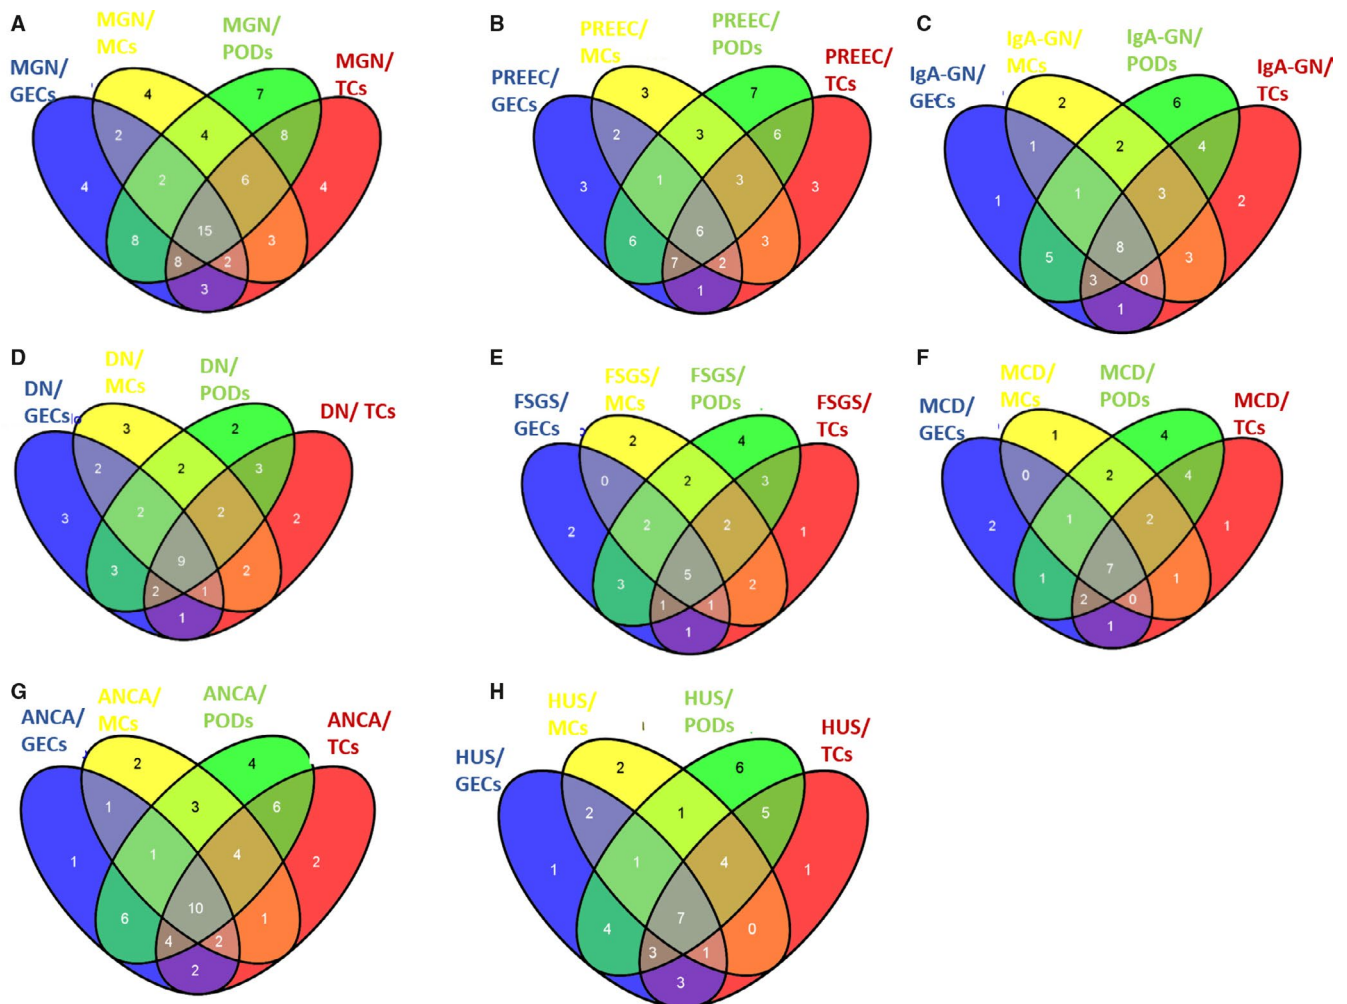 A
MGN/
GECs
MGN/
MCs
MGN/
PODs
MGN/
TCs
4
7
2
4
8
4
2
6
4
15
8
3
8
2
3
B
PREEC/
GECs
PREEC/
MCs
PREEC/
PODs
PREEC/
TCs
3
7
2
3
6
3
1
3
3
6
6
3
7
2
1
C
IgA-GN/
GECs
IgA-GN/
MCs
IgA-GN/
PODs
IgA-GN/
TCs
2
6
1
2
4
1
1
3
2
8
5
3
3
0
1
D
DN/
GECs
DN/
MCs
DN/
PODs
DN/ TCs
3
2
2
2
3
3
2
2
2
9
3
2
2
1
1
E
FSGS/
GECs
FSGS/
MCs
FSGS/
PODs
FSGS/
TCs
2
4
0
2
3
2
2
2
1
5
3
2
1
1
1
F
MCD/
GECs
MCD/
MCs
MCD/
PODs
MCD/
TCs
1
4
0
2
4
2
1
2
1
7
1
1
2
0
1
G
ANCA/
GECs
ANCA/
MCs
ANCA/
PODs
ANCA/
TCs
2
4
1
3
6
1
1
4
2
10
6
1
4
2
2
H
HUS/
GECs
HUS/
MCs
HUS/
PODs
HUS/
TCs
2
6
2
1
5
1
1
4
1
7
4
0
3
1
3